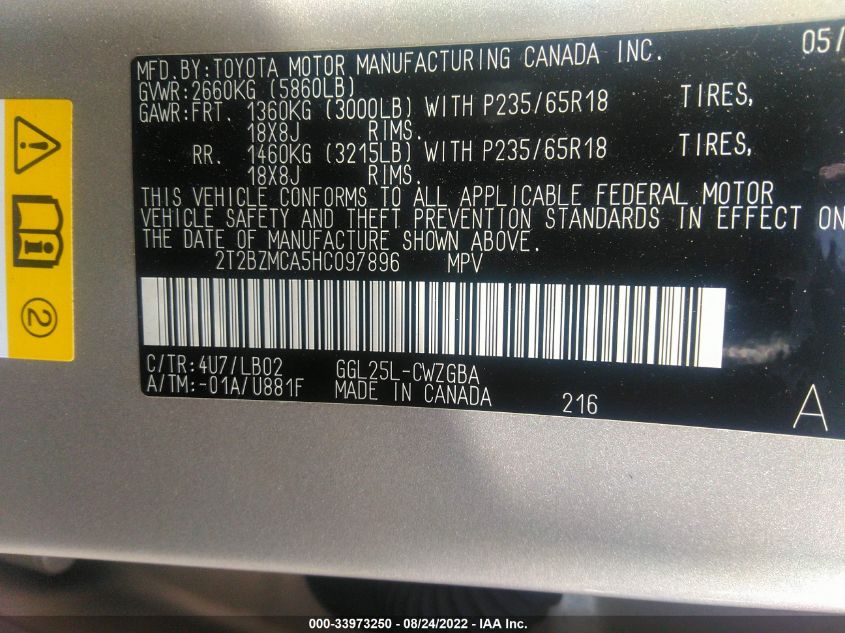 05/
MFD.BY:TOYOTA MOTOR MANUFACTURING CANADA INC.
GVWR:2660KG (5860LB)
GAWR:FRT. 1360KG (3000LB) WITH P235/65R18 TIRES,
18X8J RIMS.
RR. 1460KG (3215LB) WITH P235/65R18 TIRES,
18X8J RIMS.
THIS VEHICLE CONFORMS TO ALL APPLICABLE FEDERAL MOTOR
VEHICLE SAFETY AND THEFT PREVENTION STANDARDS IN EFFECT ON
THE DATE OF MANUFACTURE SHOWN ABOVE.
2T2BZMCA5HC097896 MPV
C/TR:4U7/LB02 GGL25L-CWZGBA
A/TM:-01A/U881F MADE IN CANADA 216
A
2
000-33973250 - 08/24/2022 - IAA Inc.